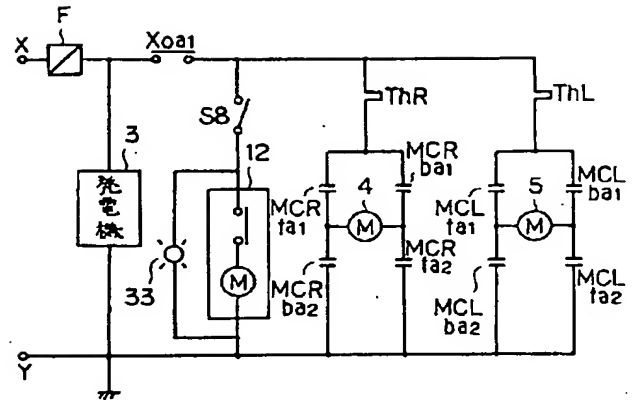 F
X
Xoa1
S8
3
発電機
12
33
ThR
MCR
ba1
MCR
ta1
4
M
MCR
ba2
MCR
ta2
ThL
MCL
ba1
MCL
ta1
5
M
MCL
ba2
MCL
ta2
M
Y